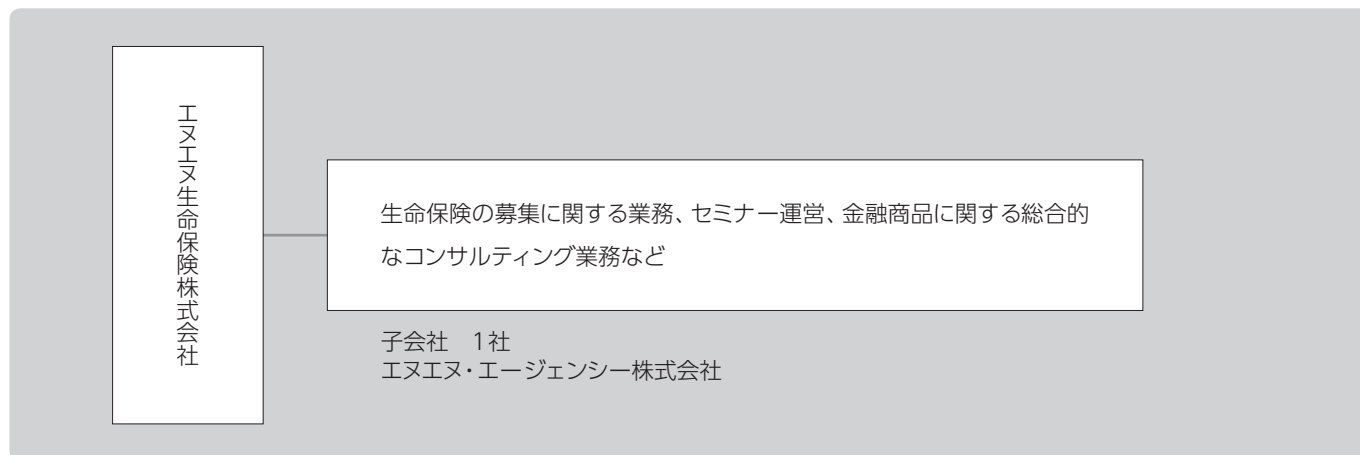 エヌエヌ生命保険株式会社
生命保険の募集に関する業務、セミナー運営、金融商品に関する総合的
なコンサルティング業務など
子会社　1社
エヌエヌ・エージェンシー株式会社